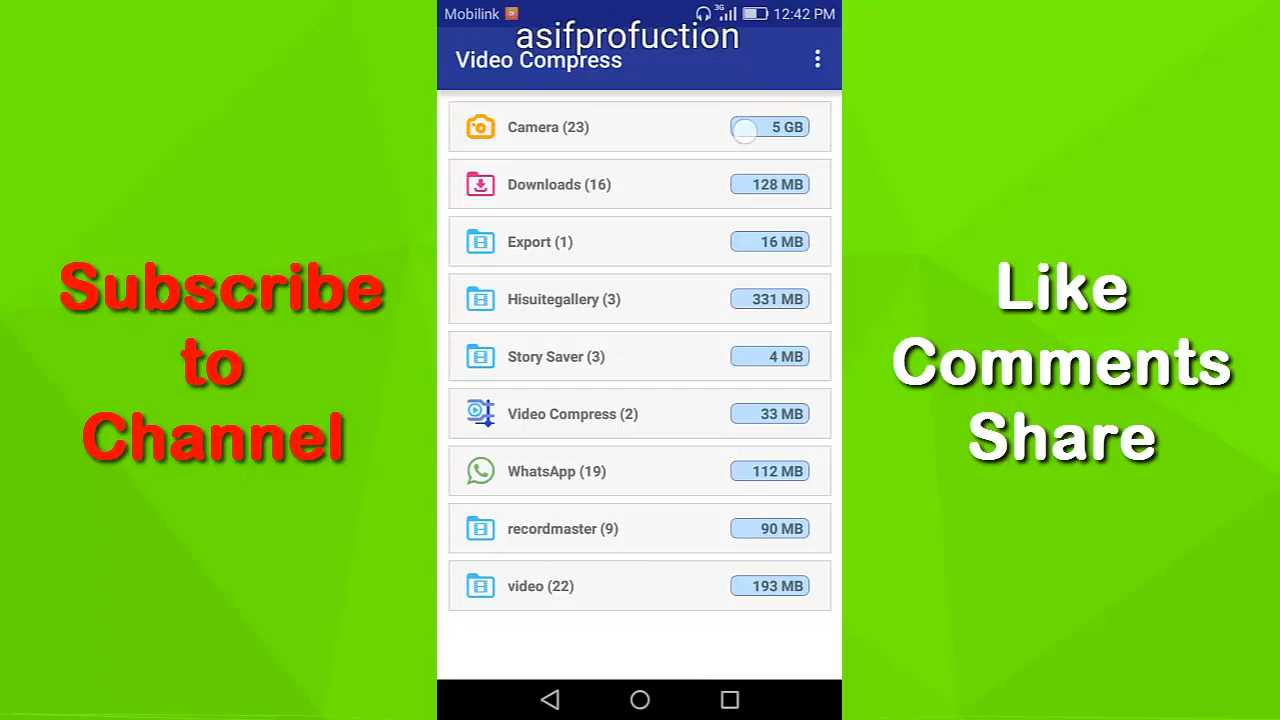 Mobilink 3G 12:42 PM
asifprofuction
Video Compress
Camera (23) 5 GB
Downloads (16) 128 MB
Export (1) 16 MB
Hisuitegallery (3) 331 MB
Story Saver (3) 4 MB
Video Compress (2) 33 MB
WhatsApp (19) 112 MB
recordmaster (9) 90 MB
video (22) 193 MB
Subscribe
to
Channel
Like
Comments
Share